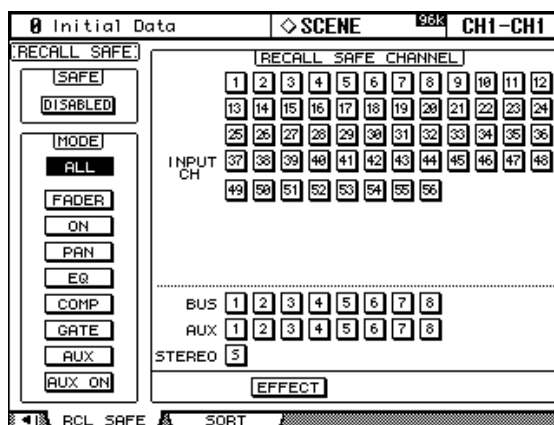 0 Initial Data ◇SCENE 96k CH1-CH1
RECALL SAFE
SAFE
DISABLED
MODE
ALL
FADER
ON
PAN
EQ
COMP
GATE
AUX
AUX ON
RECALL SAFE CHANNEL
1 2 3 4 5 6 7 8 9 10 11 12
13 14 15 16 17 18 19 20 21 22 23 24
25 26 27 28 29 30 31 32 33 34 35 36
INPUT CH 37 38 39 40 41 42 43 44 45 46 47 48
49 50 51 52 53 54 55 56
BUS 1 2 3 4 5 6 7 8
AUX 1 2 3 4 5 6 7 8
STEREO S
EFFECT
RCL SAFE SORT